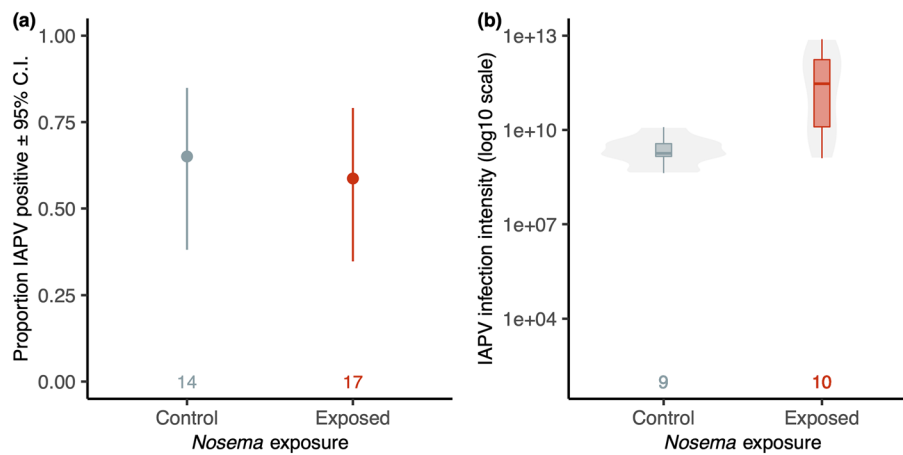 (a)
Proportion IAPV positive ± 95% C.I.
1.00
0.75
0.50
0.25
0.00
14
17
Control
Exposed
Nosema exposure
(b)
IAPV infection intensity (log10 scale)
1e+13
1e+10
1e+07
1e+04
9
10
Control
Exposed
Nosema exposure